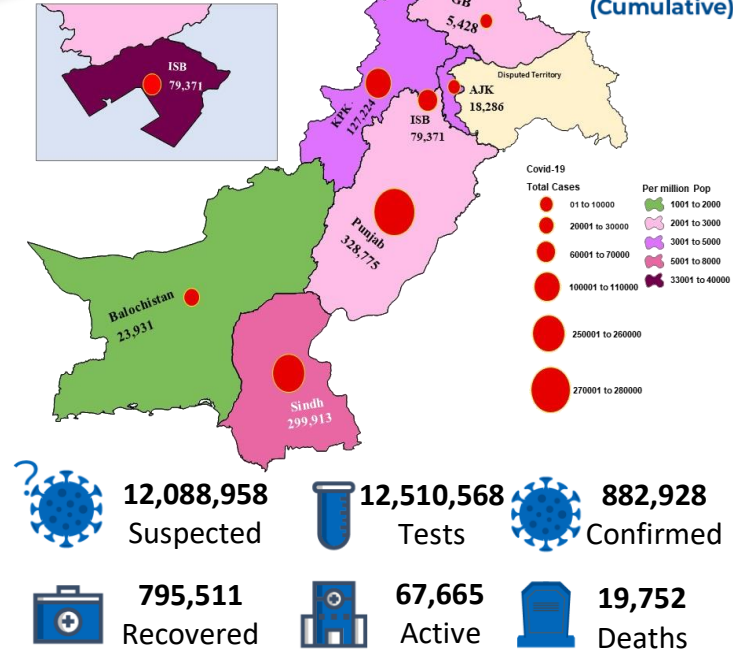 (Cumulative)
GB
5,428
ISB
79,371
Disputed Territory
AJK
18,286
KPK
127,224
ISB
79,371
Punjab
328,775
Balochistan
23,931
Sindh
299,913
Covid-19
Total Cases
01 to 10000
20001 to 30000
60001 to 70000
100001 to 110000
250001 to 260000
270001 to 280000
Per million Pop
1001 to 2000
2001 to 3000
3001 to 5000
5001 to 8000
33001 to 40000
?
12,088,958
Suspected
12,510,568
Tests
882,928
Confirmed
795,511
Recovered
67,665
Active
19,752
Deaths